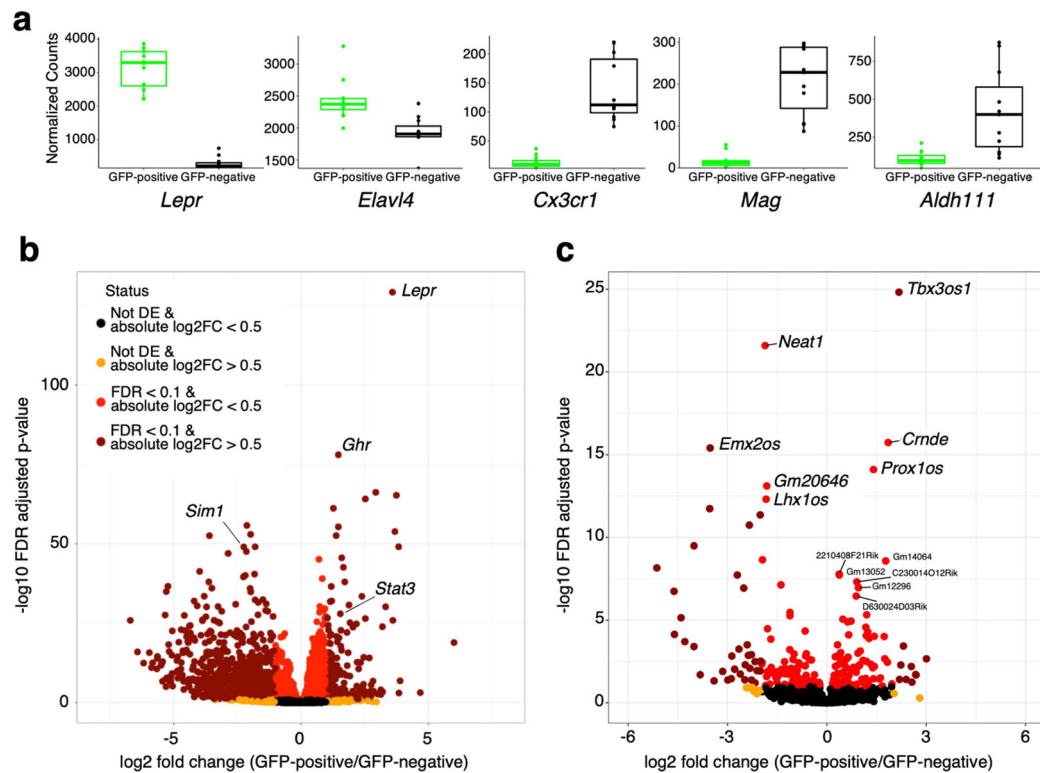 a
Normalized Counts
4000
3000
2000
1000
GFP-positive GFP-negative
Lepr
3000
2500
2000
1500
GFP-positive GFP-negative
Elavl4
200
150
100
50
GFP-positive GFP-negative
Cx3cr1
300
200
100
0
GFP-positive GFP-negative
Mag
750
500
250
GFP-positive GFP-negative
Aldh111
b
-log10 FDR adjusted p-value
100
50
0
Status
Not DE &
absolute log2FC < 0.5
Not DE &
absolute log2FC > 0.5
FDR < 0.1 &
absolute log2FC < 0.5
FDR < 0.1 &
absolute log2FC > 0.5
Lepr
Ghr
Sim1
Stat3
-5
0
5
log2 fold change (GFP-positive/GFP-negative)
c
-log10 FDR adjusted p-value
25
20
15
10
5
0
Tbx3os1
Neat1
Crnde
Emx2os
Prox1os
Gm20646
Lhx1os
2210408F21Rik
Gm14064
Gm13052
C230014O12Rik
Gm12296
D630024D03Rik
-6
-3
0
3
6
log2 fold change (GFP-positive/GFP-negative)